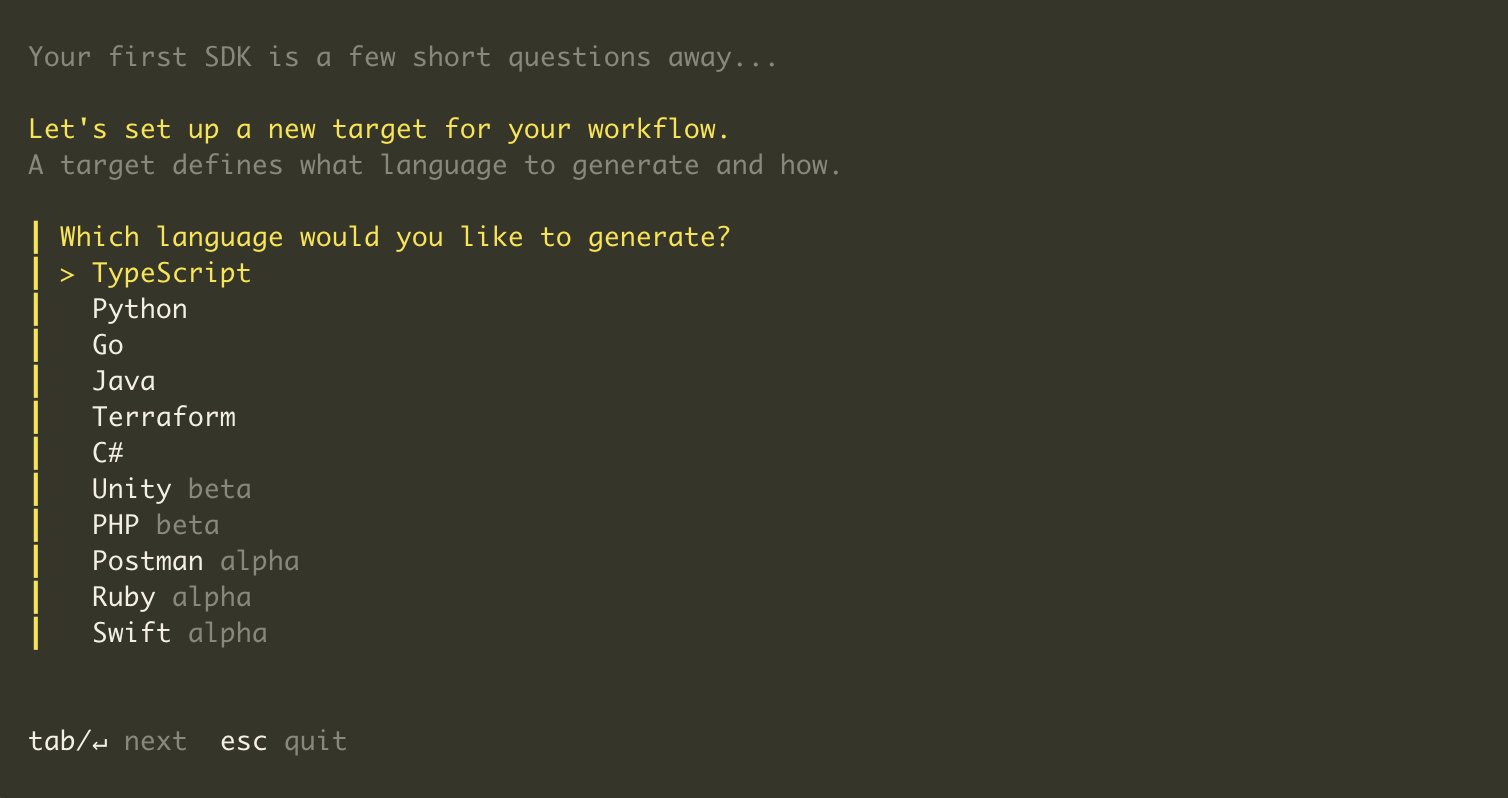 Your first SDK is a few short questions away...
Let's set up a new target for your workflow.
A target defines what language to generate and how.
Which language would you like to generate?
> TypeScript
Python
Go
Java
Terraform
C#
Unity beta
PHP beta
Postman alpha
Ruby alpha
Swift alpha
tab/↵ next  esc quit